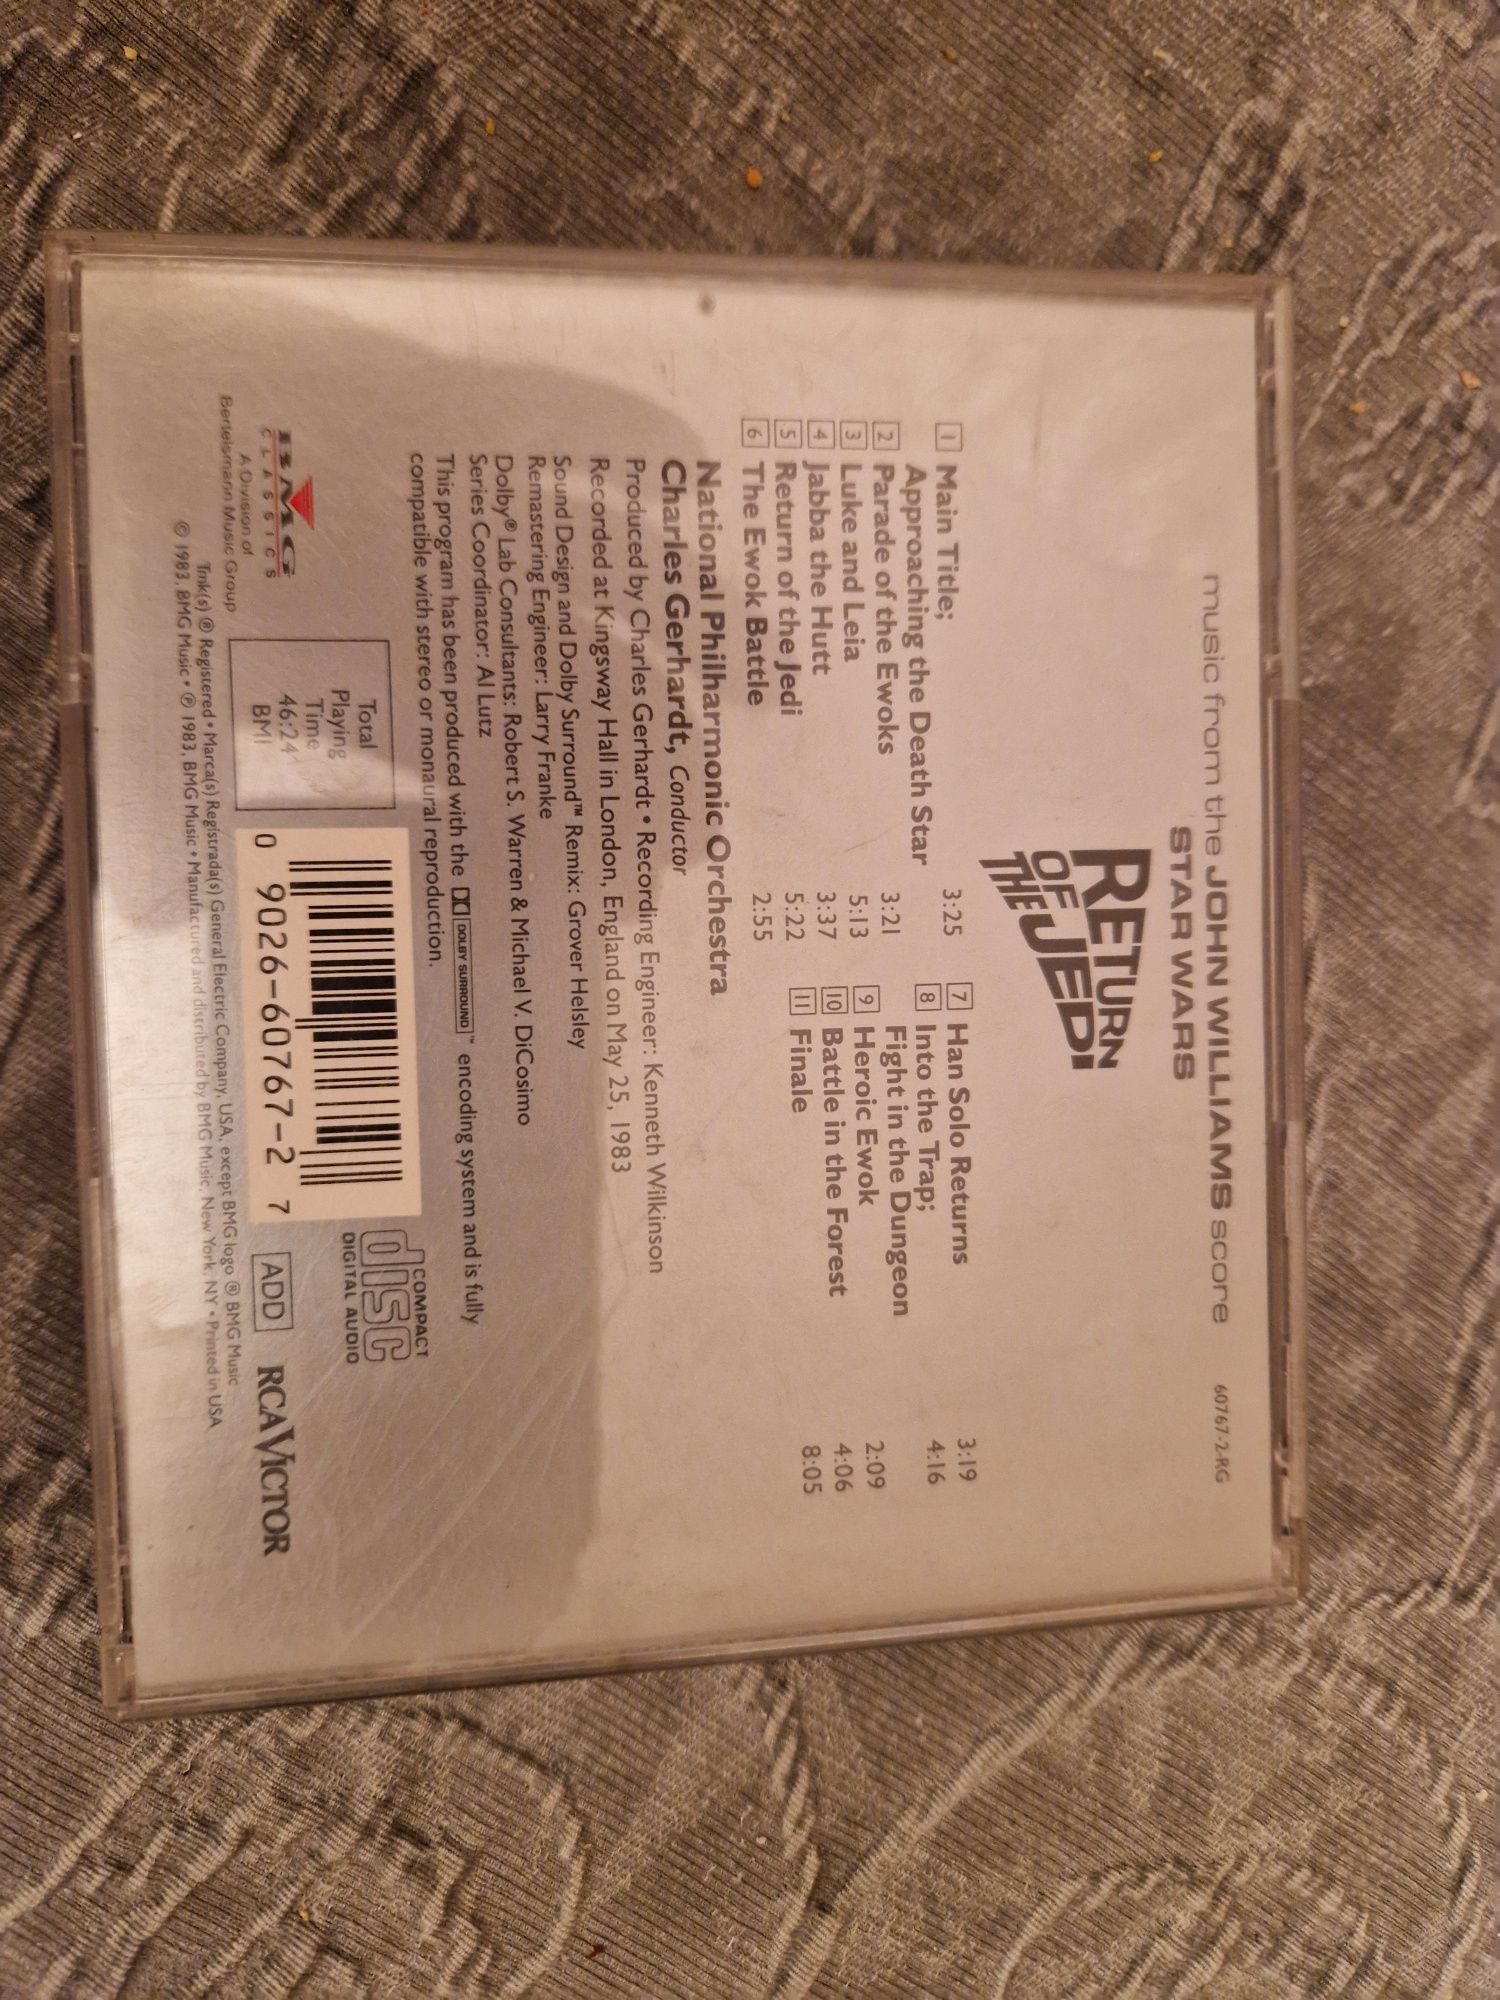 music from the JOHN WILLIAMS score
60767-2-RG
STAR WARS
RETURN
OF THE JEDI
1 Main Title;
Approaching the Death Star 3:25
2 Parade of the Ewoks 3:21
3 Luke and Leia 5:13
4 Jabba the Hutt 3:37
5 Return of the Jedi 5:22
6 The Ewok Battle 2:55
7 Han Solo Returns 3:19
8 Into the Trap; 4:16
Fight in the Dungeon
9 Heroic Ewok 2:09
10 Battle in the Forest 4:06
11 Finale 8:05
National Philharmonic Orchestra
Charles Gerhardt, Conductor
Produced by Charles Gerhardt • Recording Engineer: Kenneth Wilkinson
Recorded at Kingsway Hall in London, England on May 25, 1983
Sound Design and Dolby Surround™ Remix: Grover Helsley
Remastering Engineer: Larry Franke
Dolby® Lab Consultants: Robert S. Warren & Michael V. DiCosimo
Series Coordinator: Al Lutz
This program has been produced with the DOLBY SURROUND™ encoding system and is fully
compatible with stereo or monaural reproduction.
BMG
CLASSICS
A Division of
Bertelsmann Music Group
Total
Playing
Time
46:24
BMI
0 9026-60767-2 7
COMPACT
disc
DIGITAL AUDIO
ADD
RCA VICTOR
Tmk(s) ® Registered • Marca(s) Registrada(s) General Electric Company, USA, except BMG logo ® BMG Music
© 1983, BMG Music • ℗ 1983, BMG Music • Manufactured and distributed by BMG Music, New York, NY • Printed in USA